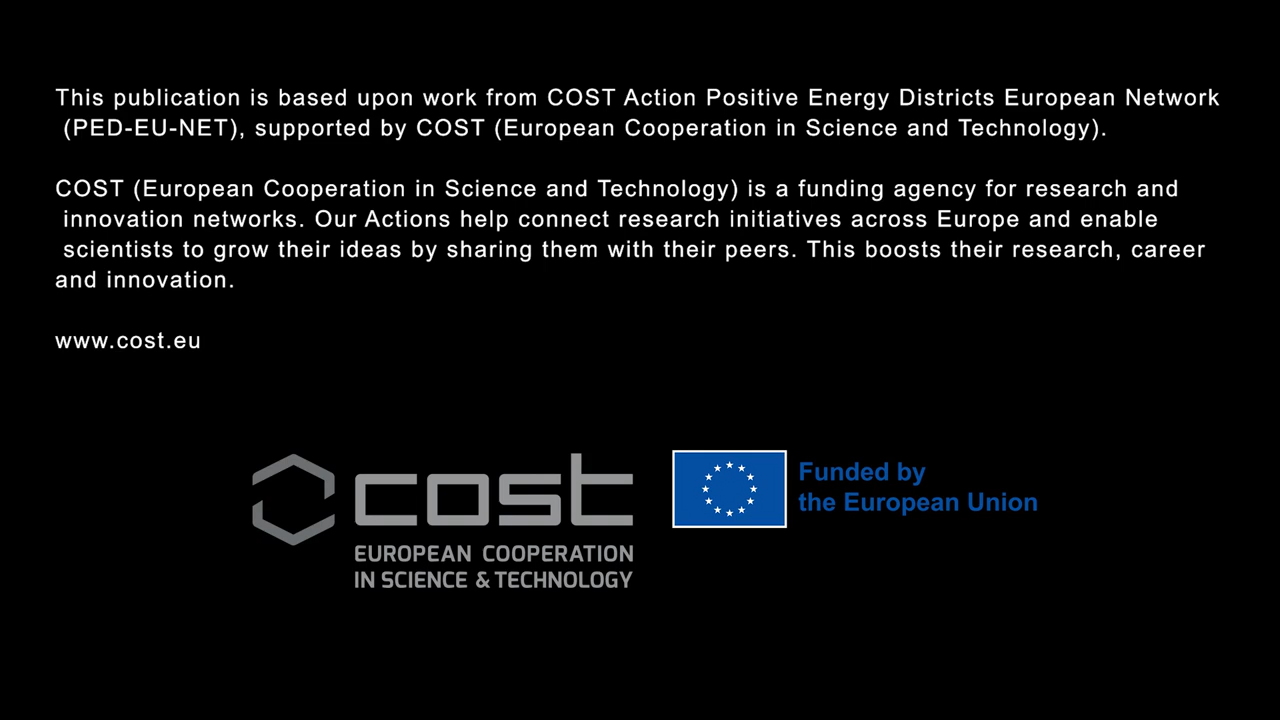 This publication is based upon work from COST Action Positive Energy Districts European Network
(PED-EU-NET), supported by COST (European Cooperation in Science and Technology).
COST (European Cooperation in Science and Technology) is a funding agency for research and
innovation networks. Our Actions help connect research initiatives across Europe and enable
scientists to grow their ideas by sharing them with their peers. This boosts their research, career
and innovation.
www.cost.eu
cost
EUROPEAN COOPERATION
IN SCIENCE & TECHNOLOGY
Funded by
the European Union